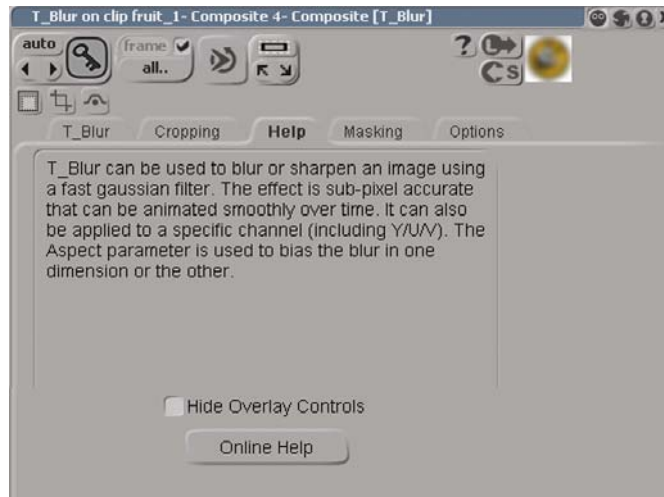 T_Blur on clip fruit_1- Composite 4- Composite [T_Blur]
auto
frame
all..
?
L
C S
T_Blur Cropping Help Masking Options
T_Blur can be used to blur or sharpen an image using
a fast gaussian filter. The effect is sub-pixel accurate
that can be animated smoothly over time. It can also
be applied to a specific channel (including Y/U/V). The
Aspect parameter is used to bias the blur in one
dimension or the other.
Hide Overlay Controls
Online Help